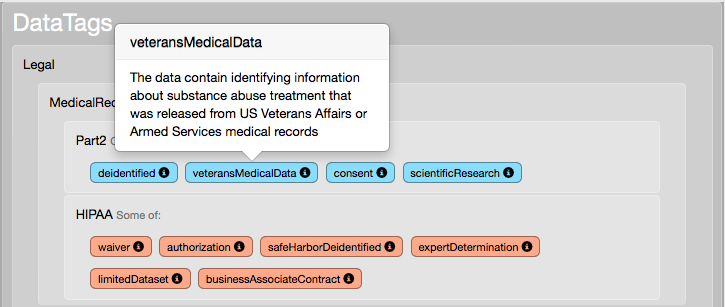 DataTags
veteransMedicalData
The data contain identifying information
about substance abuse treatment that
was released from US Veterans Affairs or
Armed Services medical records
Legal
Part2
deidentified veteransMedicalData consent scientificResearch
HIPAA Some of:
waiver authorization safeHarborDeidentified expertDetermination
limitedDataset businessAssociateContract